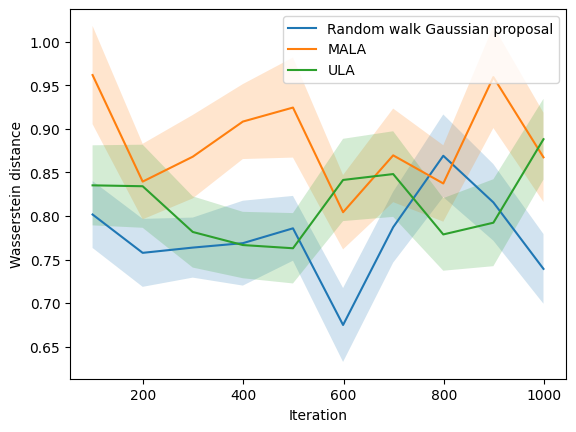 Random walk Gaussian proposal
MALA
ULA
Wasserstein distance
1.00
0.95
0.90
0.85
0.80
0.75
0.70
0.65
200
400
600
800
1000
Iteration